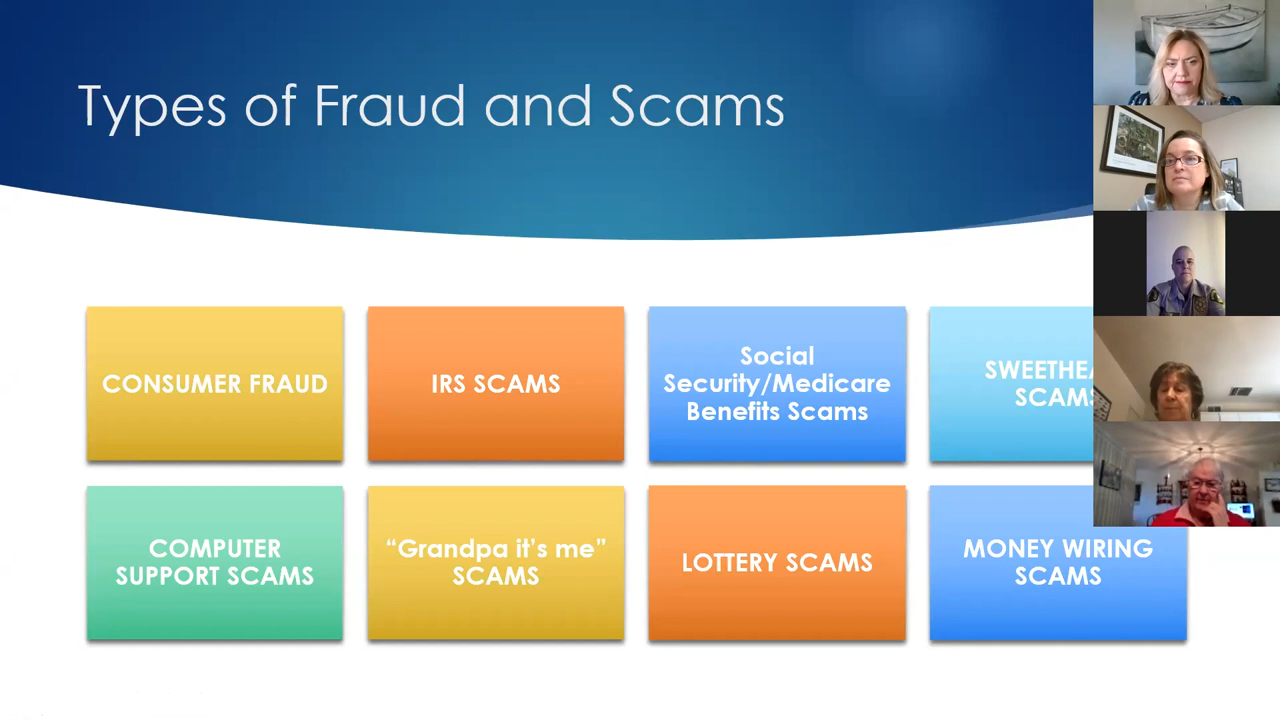 Types of Fraud and Scams
CONSUMER FRAUD
IRS SCAMS
Social
Security/Medicare
Benefits Scams
COMPUTER
SUPPORT SCAMS
“Grandpa it's me”
SCAMS
LOTTERY SCAMS
MONEY WIRING
SCAMS